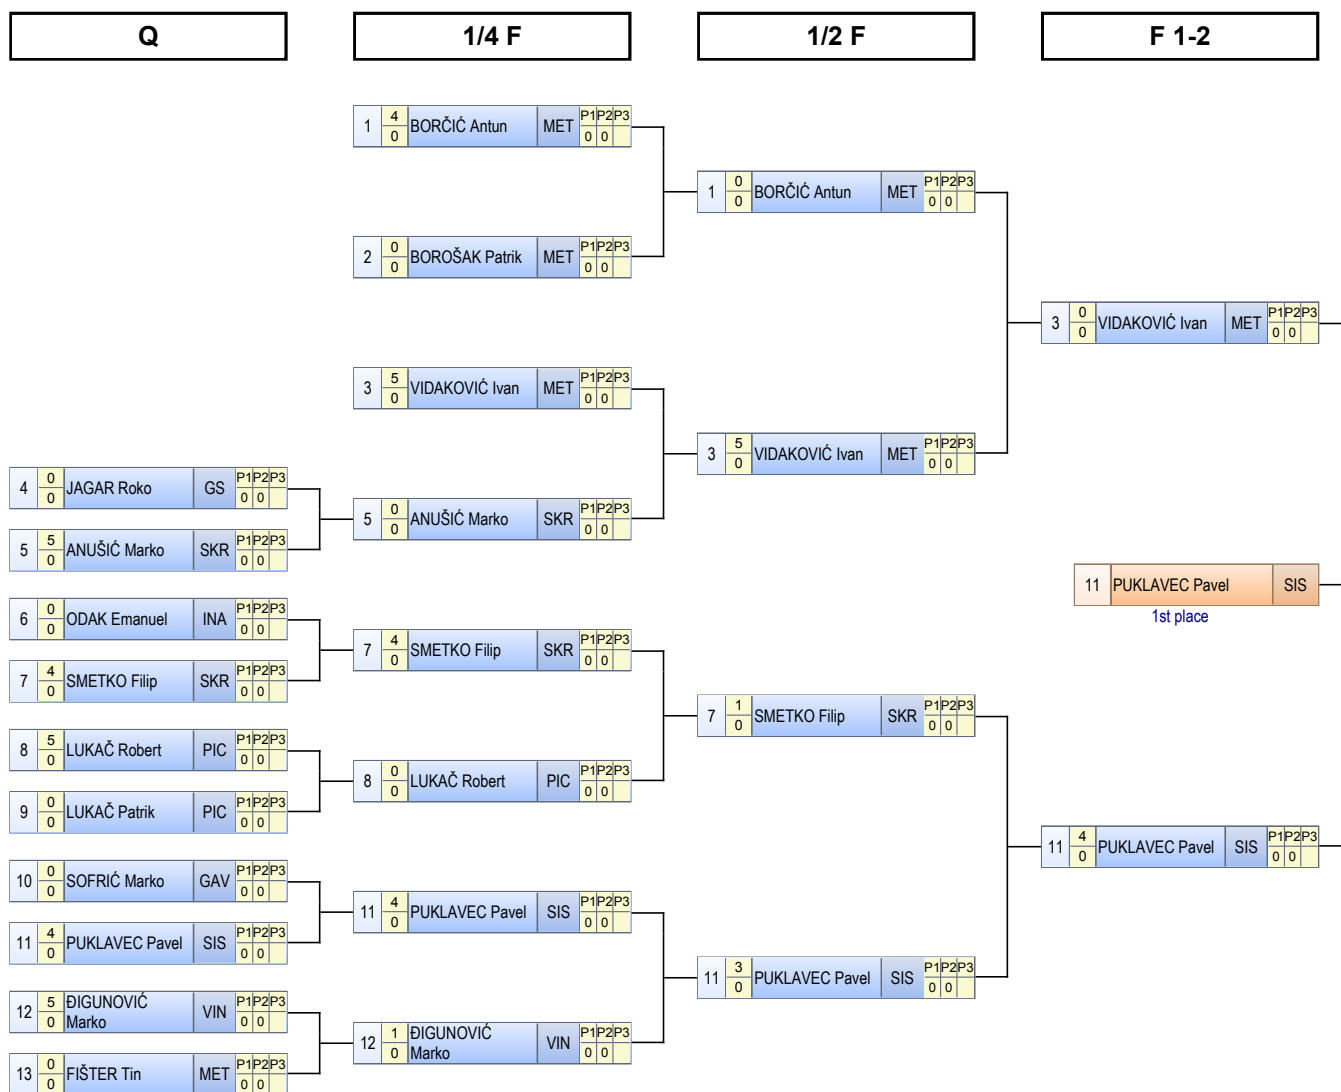 Q 1/4 F 1/2 F F 1-2
1 4 0 BORČIĆ Antun MET P1 P2 P3 0 0
2 0 0 BOROŠAK Patrik MET P1 P2 P3 0 0
3 5 0 VIDAKOVIĆ Ivan MET P1 P2 P3 0 0
4 0 0 JAGAR Roko GS P1 P2 P3 0 0
5 5 0 ANUŠIĆ Marko SKR P1 P2 P3 0 0
6 0 0 ODAK Emanuel INA P1 P2 P3 0 0
7 4 0 SMETKO Filip SKR P1 P2 P3 0 0
8 5 0 LUKAČ Robert PIC P1 P2 P3 0 0
9 0 0 LUKAČ Patrik PIC P1 P2 P3 0 0
10 0 0 SOFRIĆ Marko GAV P1 P2 P3 0 0
11 4 0 PUKLAVEC Pavel SIS P1 P2 P3 0 0
12 5 0 ĐIGUNOVIĆ Marko VIN P1 P2 P3 0 0
13 0 0 FIŠTER Tin MET P1 P2 P3 0 0
5 0 0 ANUŠIĆ Marko SKR P1 P2 P3 0 0
7 4 0 SMETKO Filip SKR P1 P2 P3 0 0
8 0 0 LUKAČ Robert PIC P1 P2 P3 0 0
11 4 0 PUKLAVEC Pavel SIS P1 P2 P3 0 0
12 1 0 ĐIGUNOVIĆ Marko VIN P1 P2 P3 0 0
1 0 0 BORČIĆ Antun MET P1 P2 P3 0 0
3 5 0 VIDAKOVIĆ Ivan MET P1 P2 P3 0 0
7 1 0 SMETKO Filip SKR P1 P2 P3 0 0
11 3 0 PUKLAVEC Pavel SIS P1 P2 P3 0 0
3 0 0 VIDAKOVIĆ Ivan MET P1 P2 P3 0 0
11 PUKLAVEC Pavel SIS
1st place
11 4 0 PUKLAVEC Pavel SIS P1 P2 P3 0 0